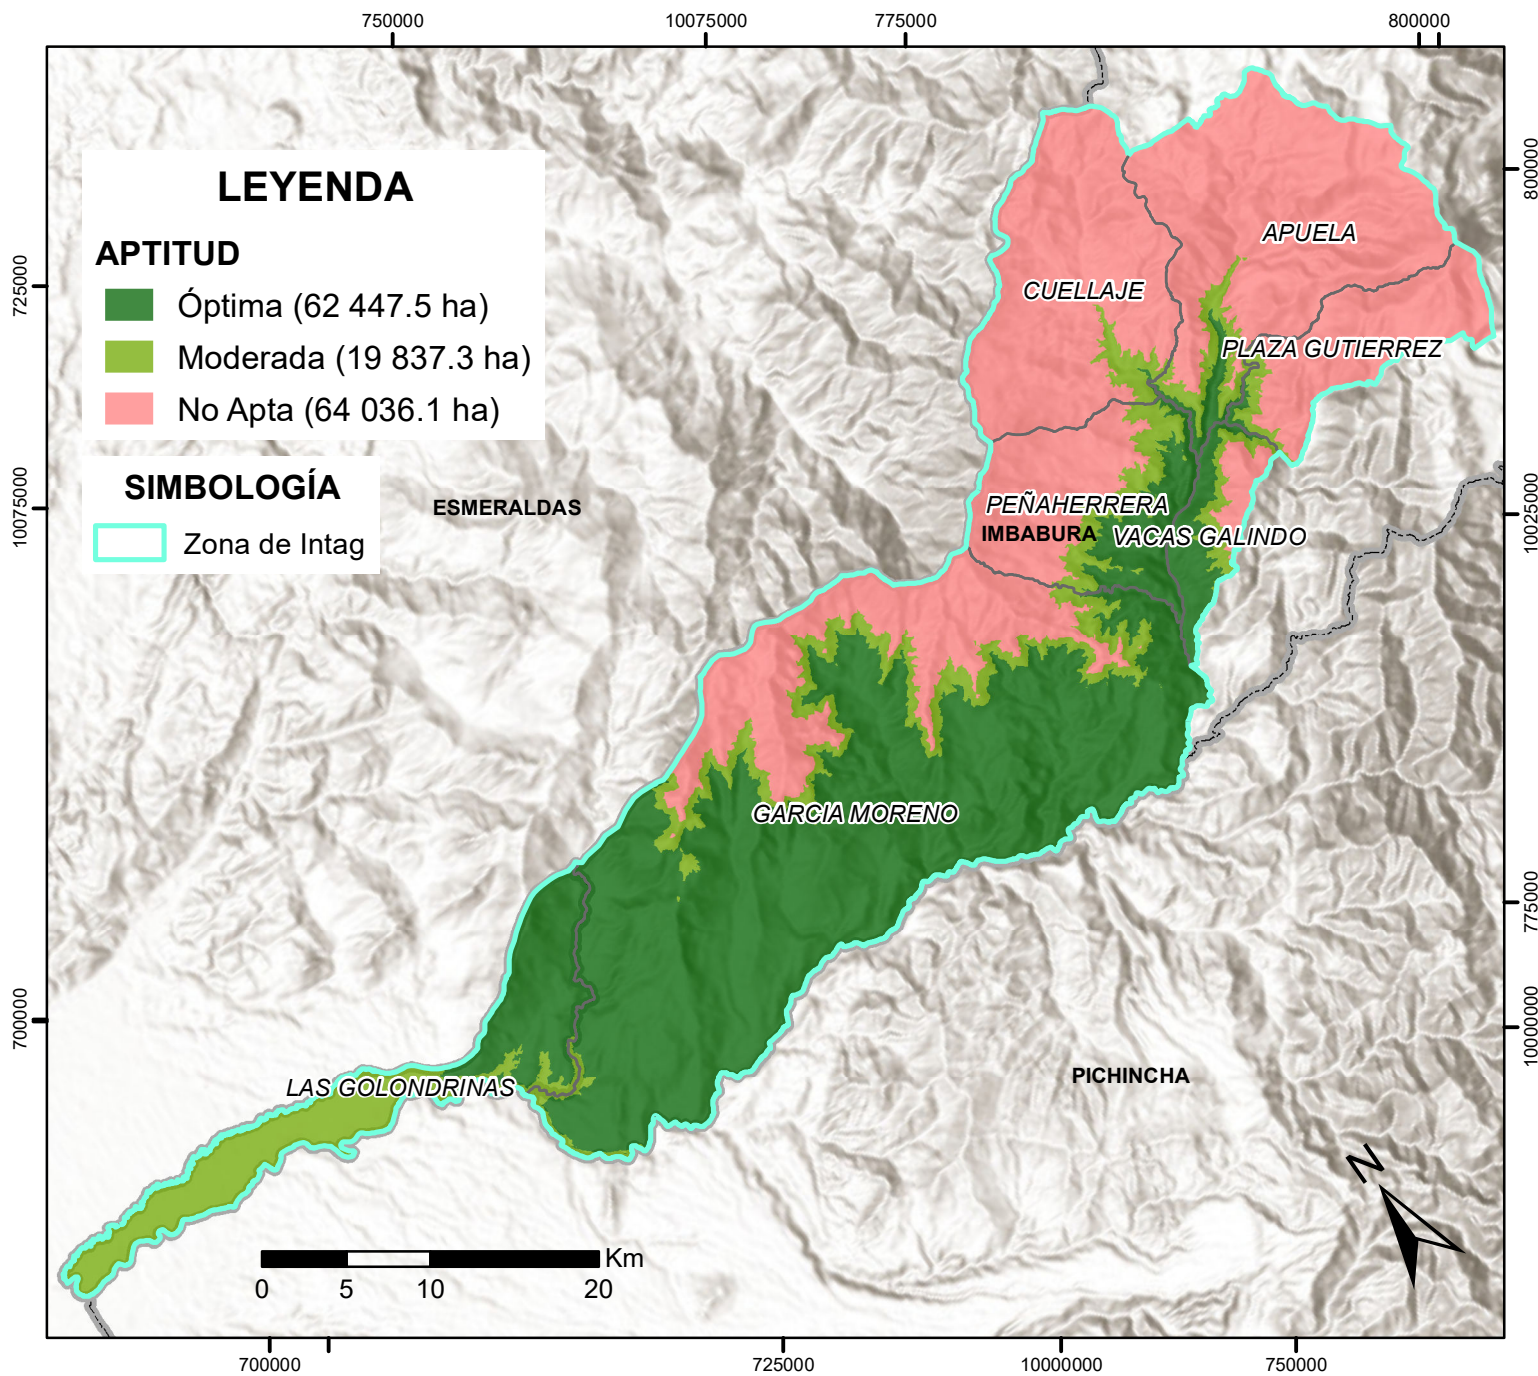 750000
10075000
775000
800000
LEYENDA
APTITUD
Óptima (62 447.5 ha)
Moderada (19 837.3 ha)
No Apta (64 036.1 ha)
SIMBOLOGÍA
Zona de Intag
725000
10075000
700000
800000
10025000
775000
10000000
APUELA
CUELLAJE
PLAZA GUTIERREZ
ESMERALDAS
PEÑAHERRERA
IMBABURA
VACAS GALINDO
GARCIA MORENO
PICHINCHA
LAS GOLONDRINAS
N
Km
0 5 10 20
700000
725000
10000000
750000